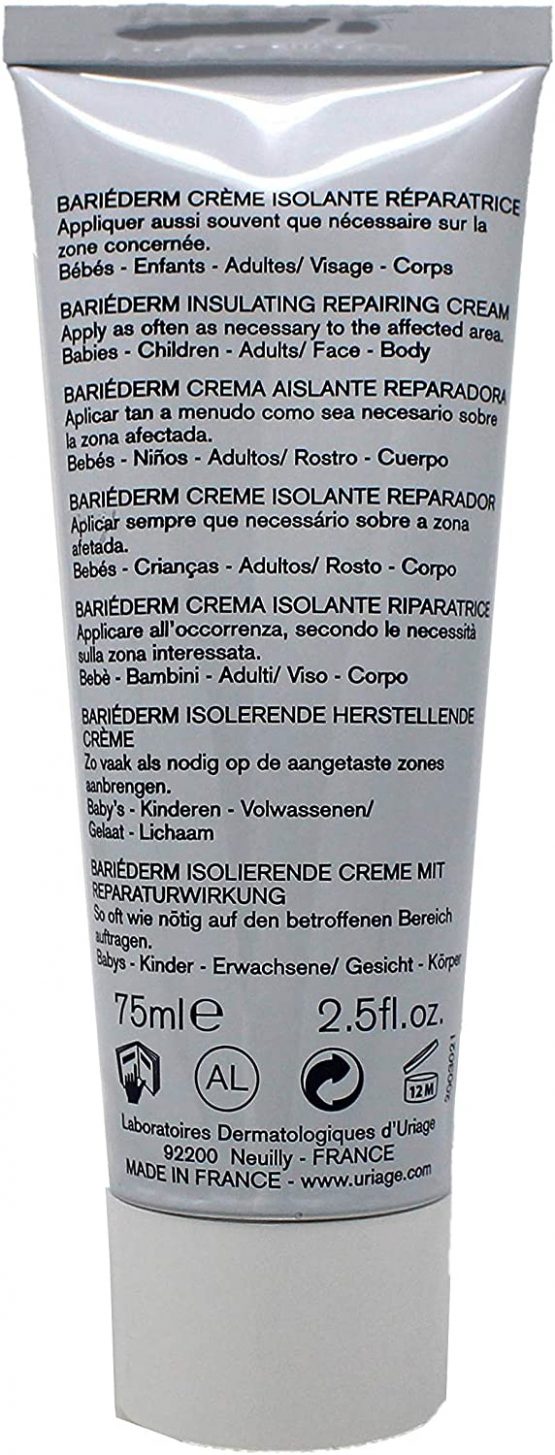 BARIÉDERM CRÈME ISOLANTE RÉPARATRICE
Appliquer aussi souvent que nécessaire sur la
zone concernée.
Bébés - Enfants - Adultes/ Visage - Corps
BARIÉDERM INSULATING REPAIRING CREAM
Apply as often as necessary to the affected area.
Babies - Children - Adults/ Face - Body
BARIÉDERM CREMA AISLANTE REPARADORA
Aplicar tan a menudo como sea necesario sobre
la zona afectada.
Bebés - Niños - Adultos/ Rostro - Cuerpo
BARIÉDERM CREME ISOLANTE REPARADOR
Aplicar sempre que necessário sobre a zona
afetada.
Bebés - Crianças - Adultos/ Rosto - Corpo
BARIÉDERM CREMA ISOLANTE RIPARATRICE
Applicare all'occorrenza, secondo le necessità
sulla zona interessata.
Bebè - Bambini - Adulti/ Viso - Corpo
BARIÉDERM ISOLERENDE HERSTELLENDE
CRÈME
Zo vaak als nodig op de aangetaste zones
aanbrengen.
Baby's - Kinderen - Volwassenen/
Gelaat - Lichaam
BARIÉDERM ISOLIERENDE CREME MIT
REPARATURWIRKUNG
So oft wie nötig auf den betroffenen Bereich
auftragen.
Babys - Kinder - Erwachsene/ Gesicht - Körper
75ml℮ 2.5fl.oz.
AL 12M
2003021
Laboratoires Dermatologiques d'Uriage
92200 Neuilly - FRANCE
MADE IN FRANCE - www.uriage.com